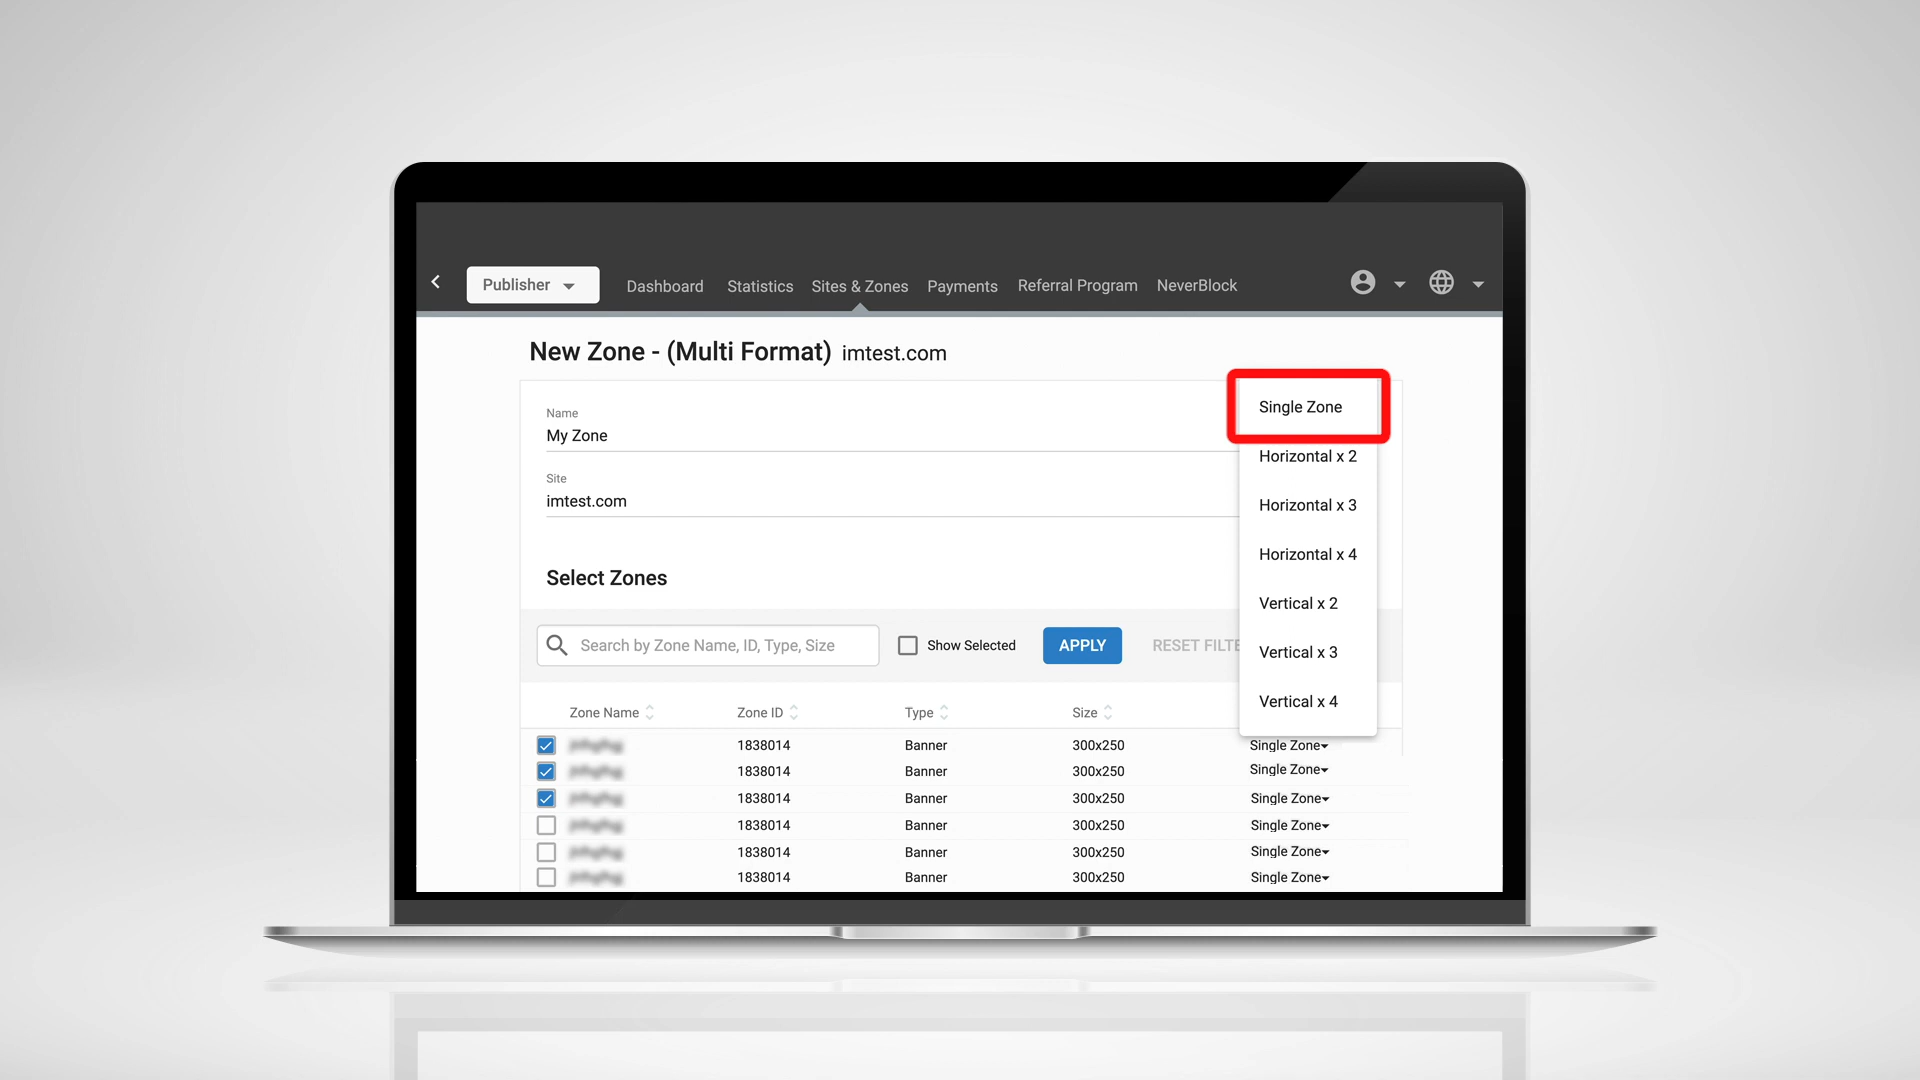 Publisher Dashboard Statistics Sites & Zones Payments Referral Program NeverBlock
New Zone - (Multi Format) imtest.com
Name
My Zone
Site
imtest.com
Single Zone
Horizontal x 2
Horizontal x 3
Horizontal x 4
Vertical x 2
Vertical x 3
Vertical x 4
Select Zones
Search by Zone Name, ID, Type, Size Show Selected APPLY RESET FILTE
Zone Name Zone ID Type Size
1838014 Banner 300x250 Single Zone
1838014 Banner 300x250 Single Zone
1838014 Banner 300x250 Single Zone
1838014 Banner 300x250 Single Zone
1838014 Banner 300x250 Single Zone
1838014 Banner 300x250 Single Zone